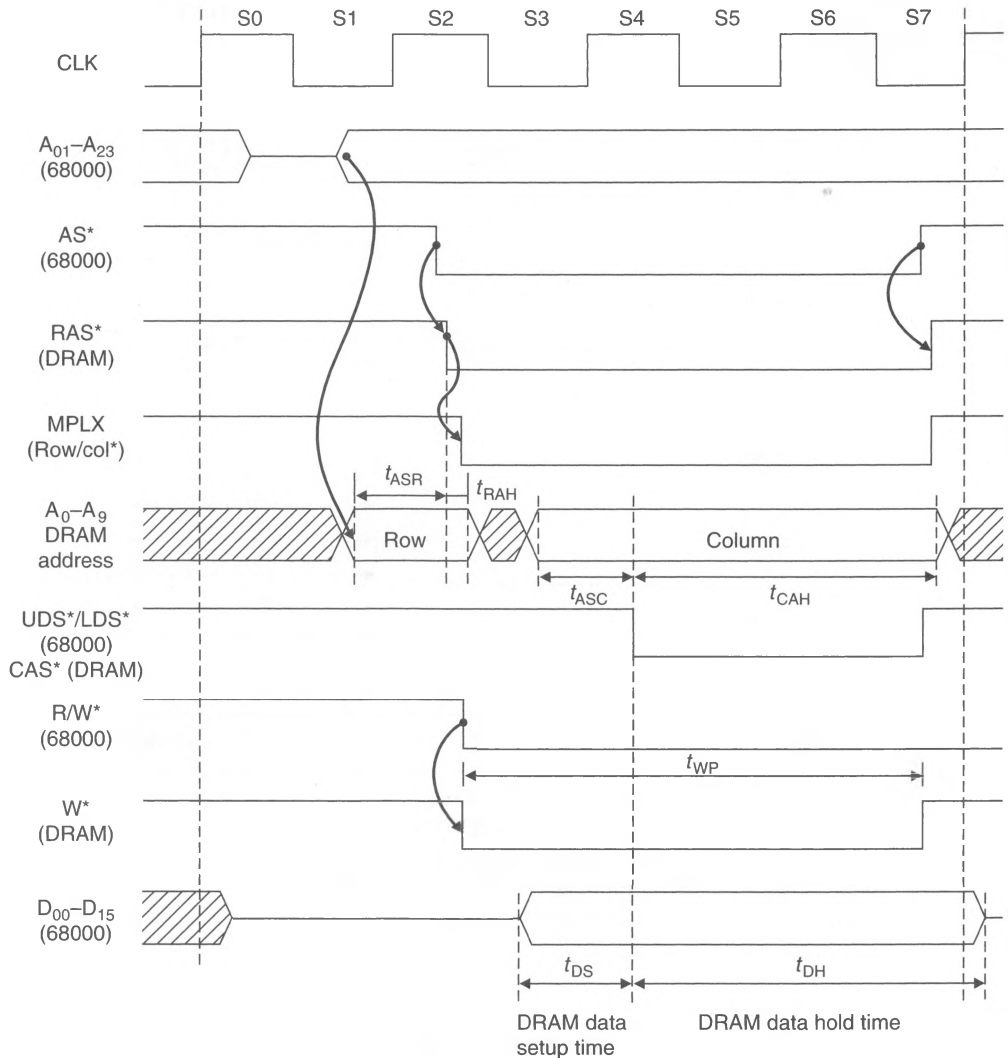 S0 S1 S2 S3 S4 S5 S6 S7
CLK
A01–A23
(68000)
AS*
(68000)
RAS*
(DRAM)
MPLX
(Row/col*)
tASR
tRAH
A0–A9
DRAM
address
Row
Column
tASC
tCAH
UDS*/LDS*
(68000)
CAS* (DRAM)
R/W*
(68000)
tWP
W*
(DRAM)
D00–D15
(68000)
tDS
tDH
DRAM data
setup time
DRAM data hold time